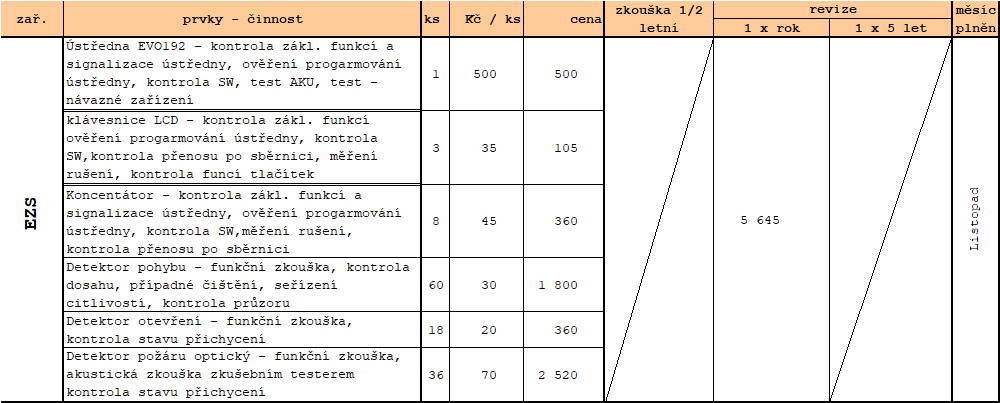 zař. prvky - činnost ks Kč / ks cena zkouška 1/2 letní revize měsíc plněn
1 x rok 1 x 5 let
EZS
Ústředna EVO192 - kontrola zákl. funkcí a
signalizace ústředny, ověření progarmování
ústředny, kontrola SW, test AKU, test -
návazné zařízení
1 500 500
klávesnice LCD - kontrola zákl. funkcí
ověření progarmování ústředny, kontrola
SW,kontrola přenosu po sběrnici, měření
rušení, kontrola funcí tlačítek
3 35 105
Koncentátor - kontrola zákl. funkcí a
signalizace ústředny, ověření progarmování
ústředny, kontrola SW,měření rušení,
kontrola přenosu po sběrnici
8 45 360
Detektor pohybu - funkční zkouška, kontrola
dosahu, případné čištění, seřízení
citlivostí, kontrola průzoru
60 30 1 800
Detektor otevření - funkční zkouška,
kontrola stavu přichycení
18 20 360
Detektor požáru optický - funkční zkouška,
akustická zkouška zkušebním testerem
kontrola stavu přichycení
36 70 2 520
5 645
Listopad